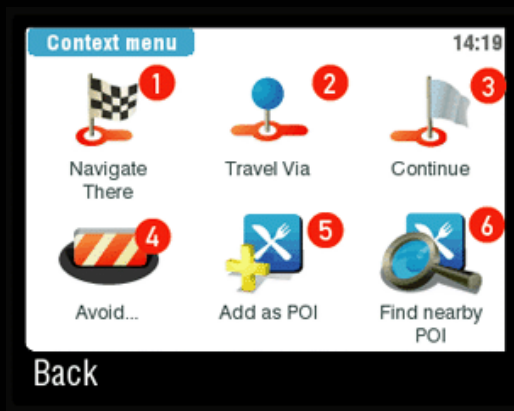 Context menu 14:19
1 2 3
Navigate There Travel Via Continue
4 5 6
Avoid... Add as POI Find nearby POI
Back